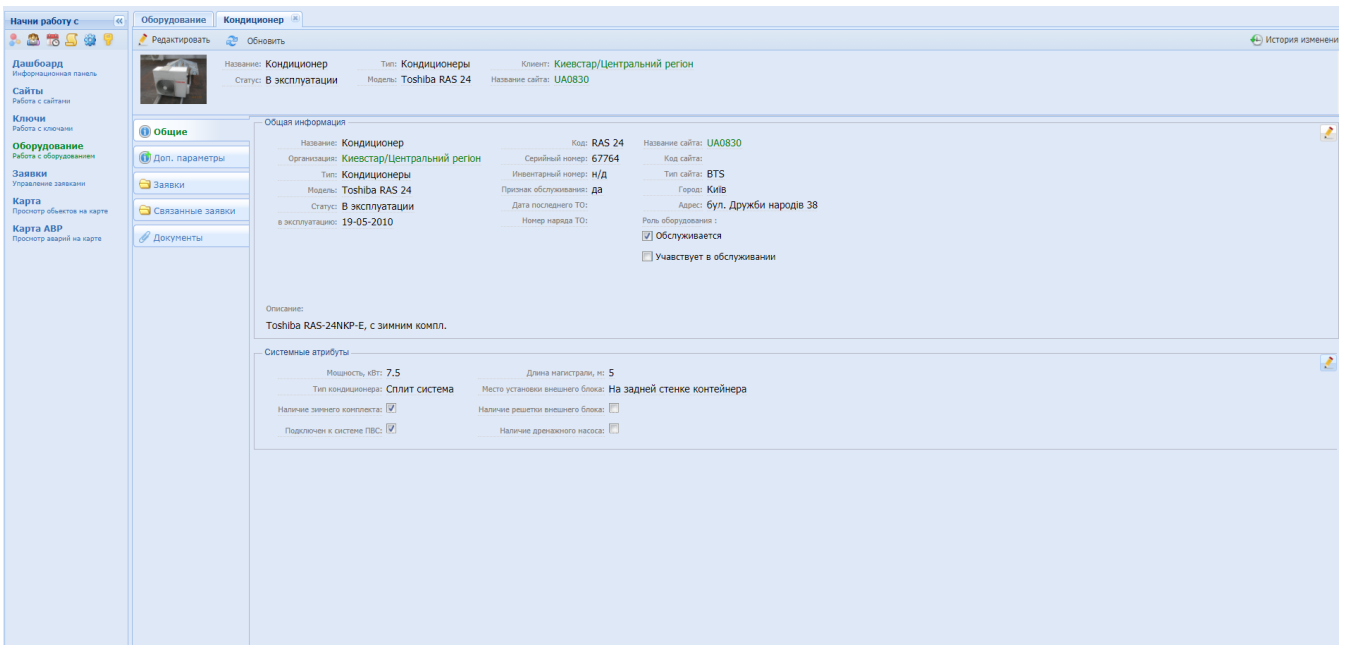 Начни работу с
Оборудование Кондиционер
Редактировать Обновить История изменени
Дашбоард
Информационная панель
Сайты
Работа с сайтами
Ключи
Работа с ключами
Оборудование
Работа с оборудованием
Заявки
Управление заявками
Карта
Просмотр объектов на карте
Карта АВР
Просмотр аварий на карте
Название: Кондиционер Тип: Кондиционеры Клиент: Киевстар/Центральний регіон
Статус: В эксплуатации Модель: Toshiba RAS 24 Название сайта: UA0830
Общие
Доп. параметры
Заявки
Связанные заявки
Документы
Общая информация
Название: Кондиционер Код: RAS 24 Название сайта: UA0830
Организация: Киевстар/Центральний регіон Серийный номер: 67764 Код сайта:
Тип: Кондиционеры Инвентарный номер: н/д Тип сайта: BTS
Модель: Toshiba RAS 24 Признак обслуживания: да Город: Київ
Статус: В эксплуатации Дата последнего ТО: Адрес: бул. Дружби народів 38
в эксплуатацию: 19-05-2010 Номер наряда ТО: Роль оборудования :
Обслуживается
Учавствует в обслуживании
Описание:
Toshiba RAS-24NKP-E, с зимним компл.
Системные атрибуты
Мощность, кВт: 7.5 Длина магистрали, м: 5
Тип кондиционера: Сплит система Место установки внешнего блока: На задней стенке контейнера
Наличие зимнего комплекта: Наличие решетки внешнего блока:
Подключен к системе ПВС: Наличие дренажного насоса: